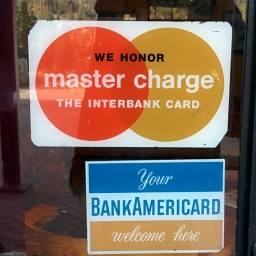 WE HONOR
master charge
THE INTERBANK CARD
Your
BANKAMERICARD
welcome here